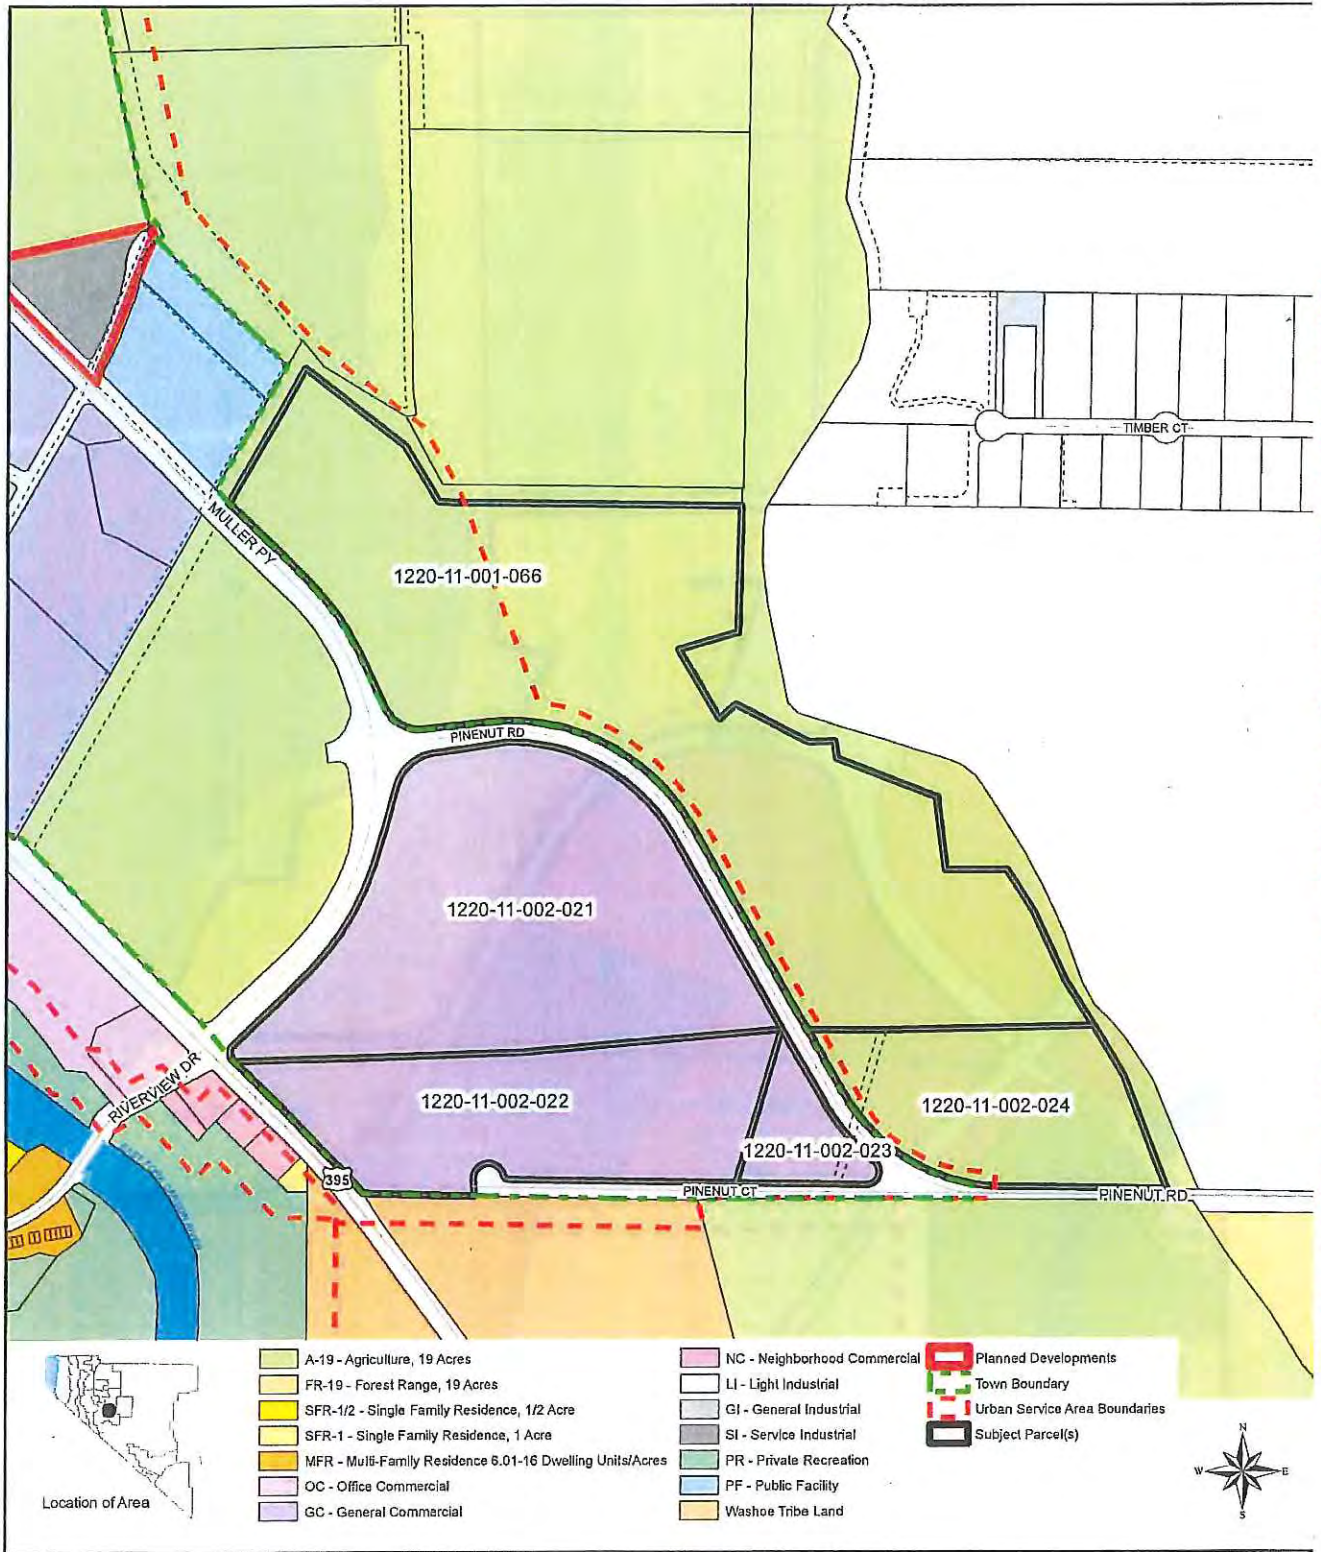 TIMBER CT
MULLER PY
1220-11-001-066
PINENUT RD
1220-11-002-021
RIVERVIEW DR
1220-11-002-022
1220-11-002-024
1220-11-002-023
395
PINENUT CT
PINENUT RD
A-19 - Agriculture, 19 Acres
FR-19 - Forest Range, 19 Acres
SFR-1/2 - Single Family Residence, 1/2 Acre
SFR-1 - Single Family Residence, 1 Acre
MFR - Multi-Family Residence 6.01-16 Dwelling Units/Acres
OC - Office Commercial
GC - General Commercial
NC - Neighborhood Commercial
LI - Light Industrial
GI - General Industrial
SI - Service Industrial
PR - Private Recreation
PF - Public Facility
Washoe Tribe Land
Planned Developments
Town Boundary
Urban Service Area Boundaries
Subject Parcel(s)
Location of Area
N
W
E
S